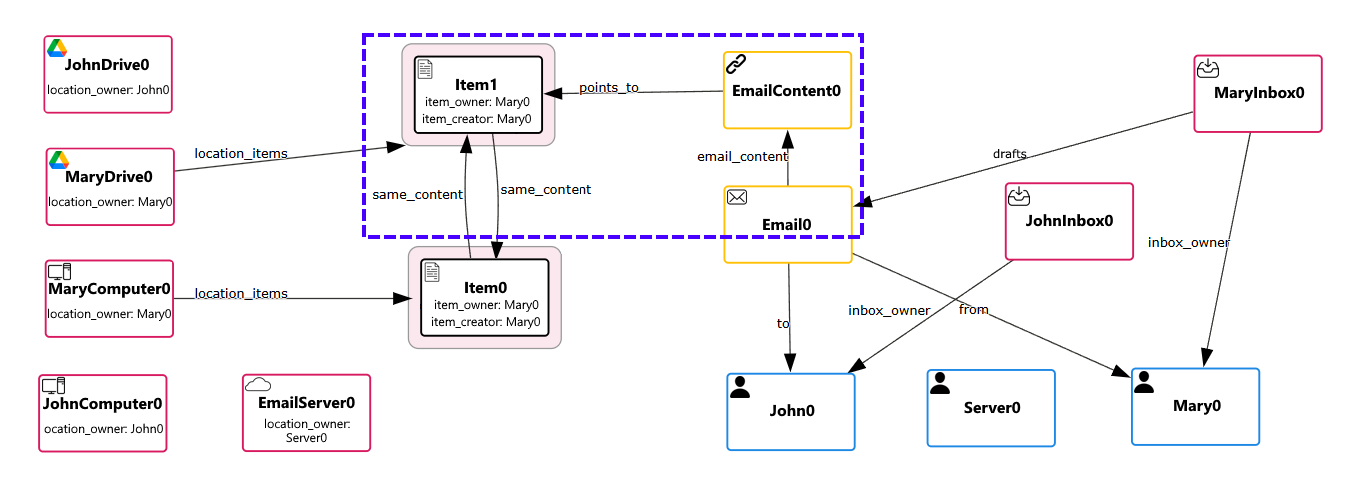 JohnDrive0
location_owner: John0
MaryDrive0
location_owner: Mary0
MaryComputer0
location_owner: Mary0
JohnComputer0
ocation_owner: John0
EmailServer0
location_owner:
Server0
location_items
location_items
Item1
item_owner: Mary0
item_creator: Mary0
same_content
same_content
Item0
item_owner: Mary0
item_creator: Mary0
points_to
EmailContent0
email_content
Email0
drafts
MaryInbox0
JohnInbox0
inbox_owner
to
inbox_owner
from
John0
Server0
Mary0